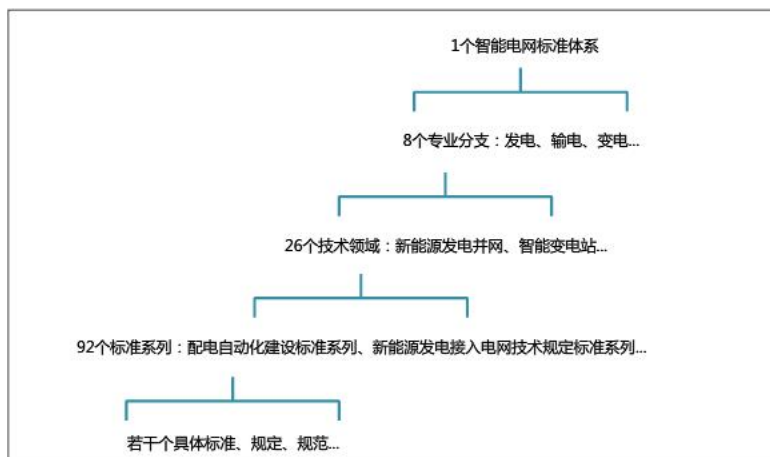 1个智能电网标准体系
8个专业分支：发电、输电、变电...
26个技术领域：新能源发电并网、智能变电站...
92个标准系列：配电自动化建设标准系列、新能源发电接入电网技术规定标准系列...
若干个具体标准、规定、规范...